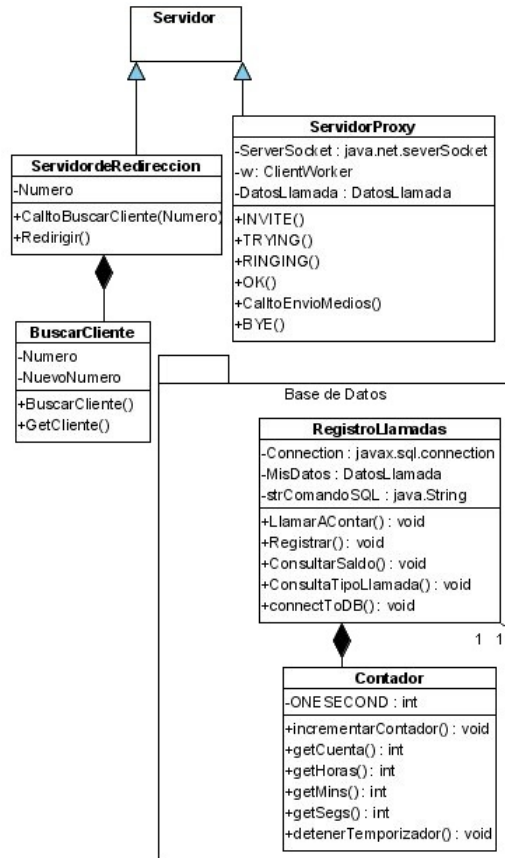 Servidor
ServidordeRedireccion
-Numero
+CalltoBuscarCliente(Numero)
+Redirigir()
ServidorProxy
-ServerSocket : java.net.severSocket
-w: ClientWorker
-DatosLlamada : DatosLlamada
+INVITE()
+TRYING()
+RINGING()
+OK()
+CalltoEnvioMedios()
+BYE()
BuscarCliente
-Numero
-NuevoNumero
+BuscarCliente()
+GetCliente()
Base de Datos
RegistroLlamadas
-Connection : javax.sql.connection
-MisDatos : DatosLlamada
-strComandoSQL : java.String
+LlamarAContar() : void
+Registrar() : void
+ConsultarSaldo() : void
+ConsultaTipoLlamada() : void
+connectToDB() : void
1 1
Contador
-ONESECOND : int
+incrementarContador() : void
+getCuenta() : int
+getHoras() : int
+getMins() : int
+getSegs() : int
+detenerTemporizador() : void